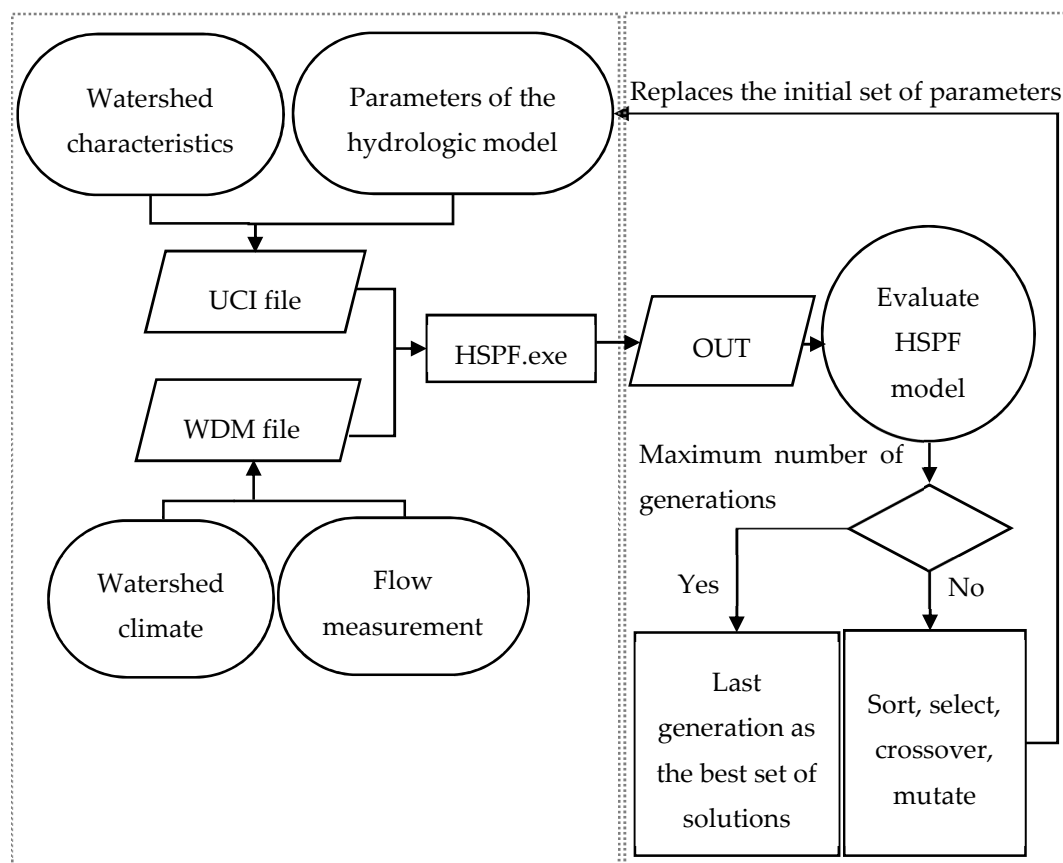 Watershed
characteristics
Parameters of the
hydrologic model
Replaces the initial set of parameters
UCI file
WDM file
HSPF.exe
OUT
Evaluate
HSPF
model
Maximum number of
generations
Yes
No
Watershed
climate
Flow
measurement
Last
generation as
the best set of
solutions
Sort, select,
crossover,
mutate